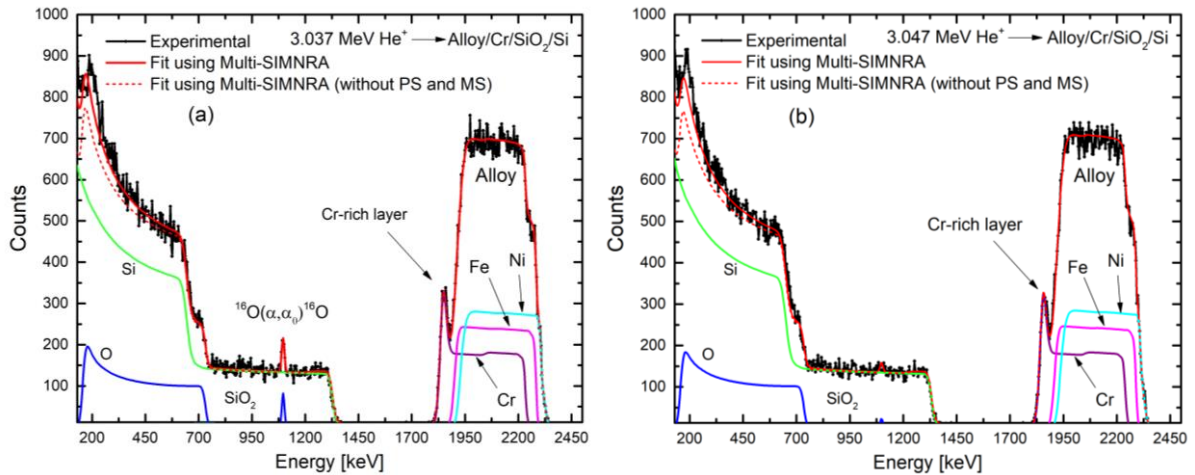 1000
900
800
700
600
500
400
300
200
100
Counts
Experimental
3.037 MeV He⁺ → Alloy/Cr/SiO₂/Si
Fit using Multi-SIMNRA
Fit using Multi-SIMNRA (without PS and MS)
(a)
Alloy
Cr-rich layer
Fe
Ni
Si
¹⁶O(α,α₀)¹⁶O
O
SiO₂
Cr
200 450 700 950 1200 1450 1700 1950 2200 2450
Energy [keV]
1000
900
800
700
600
500
400
300
200
100
Counts
Experimental
3.047 MeV He⁺ → Alloy/Cr/SiO₂/Si
Fit using Multi-SIMNRA
Fit using Multi-SIMNRA (without PS and MS)
(b)
Alloy
Cr-rich layer
Fe
Ni
Si
O
SiO₂
Cr
200 450 700 950 1200 1450 1700 1950 2200 2450
Energy [keV]